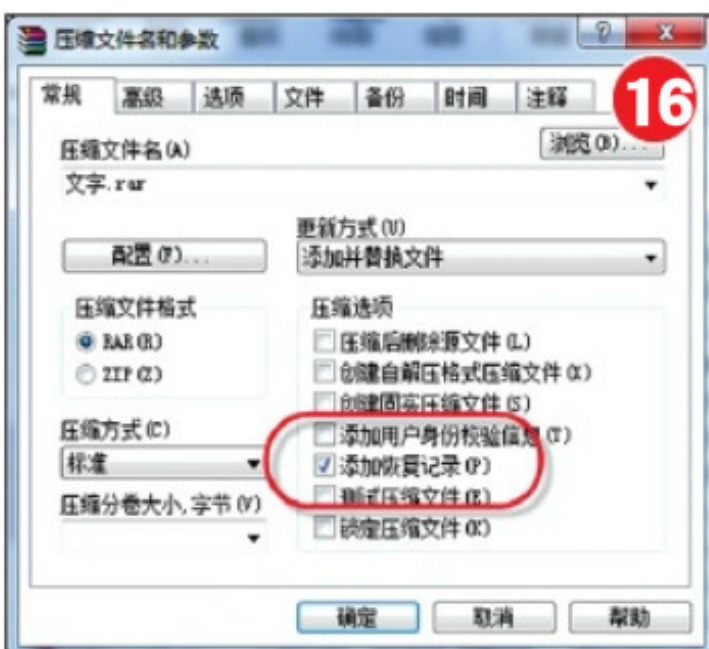 压缩文件名和参数
16
常规 高级 选项 文件 备份 时间 注释
压缩文件名(A)
浏览(B)...
文字.rar
更新方式(U)
配置(F)...
添加并替换文件
压缩文件格式
RAR(R)
ZIP(Z)
压缩选项
压缩后删除源文件(L)
创建自解压格式压缩文件(X)
创建固实压缩文件(S)
添加用户身份校验信息(T)
添加恢复记录(P)
测试压缩文件(E)
锁定压缩文件(K)
压缩方式(C)
标准
压缩分卷大小,字节(V)
确定 取消 帮助